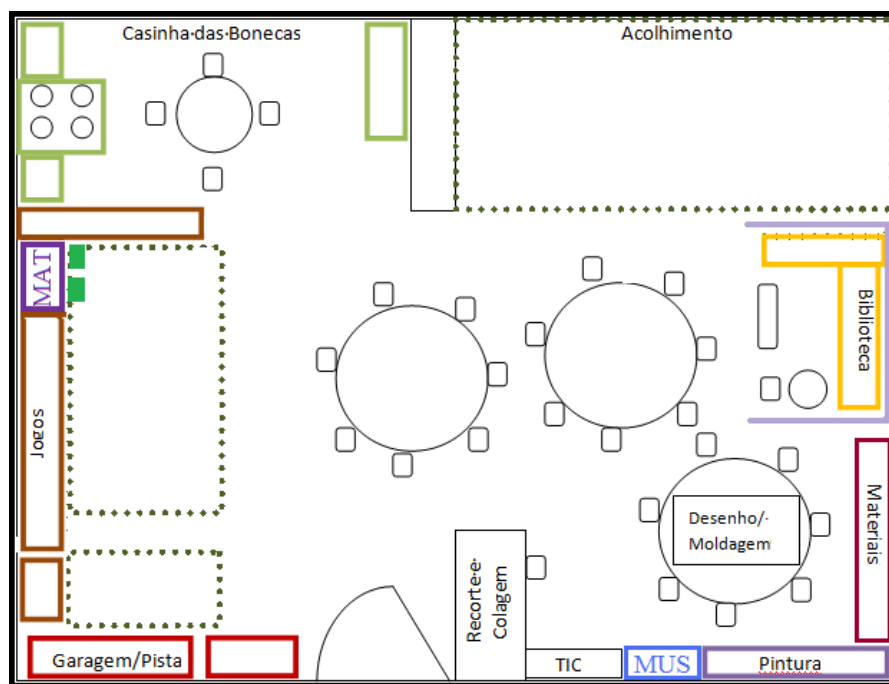 Casinha·das·Bonecas
Acolhimento
MAT
Biblioteca
Jogos
Materiais
Desenho/·
Moldagem
Recorte·e·
Colagem
Garagem/Pista
TIC
MUS
Pintura